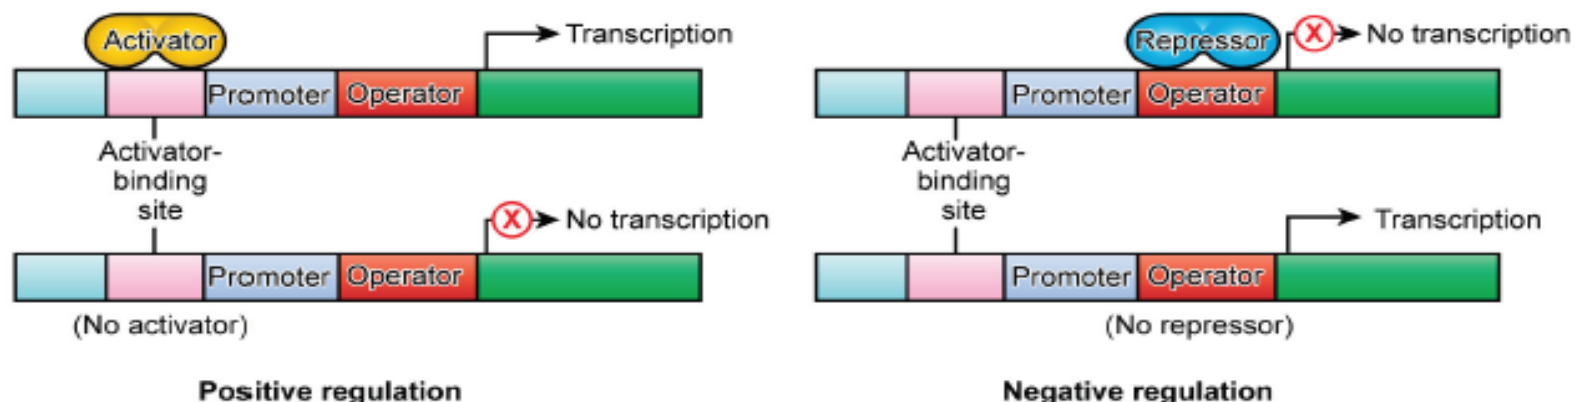 Activator
Transcription
Promoter
Operator
Activator-
binding
site
No transcription
Promoter
Operator
(No activator)
Positive regulation
Repressor
X
No transcription
Promoter
Operator
Activator-
binding
site
Transcription
Promoter
Operator
(No repressor)
Negative regulation
X